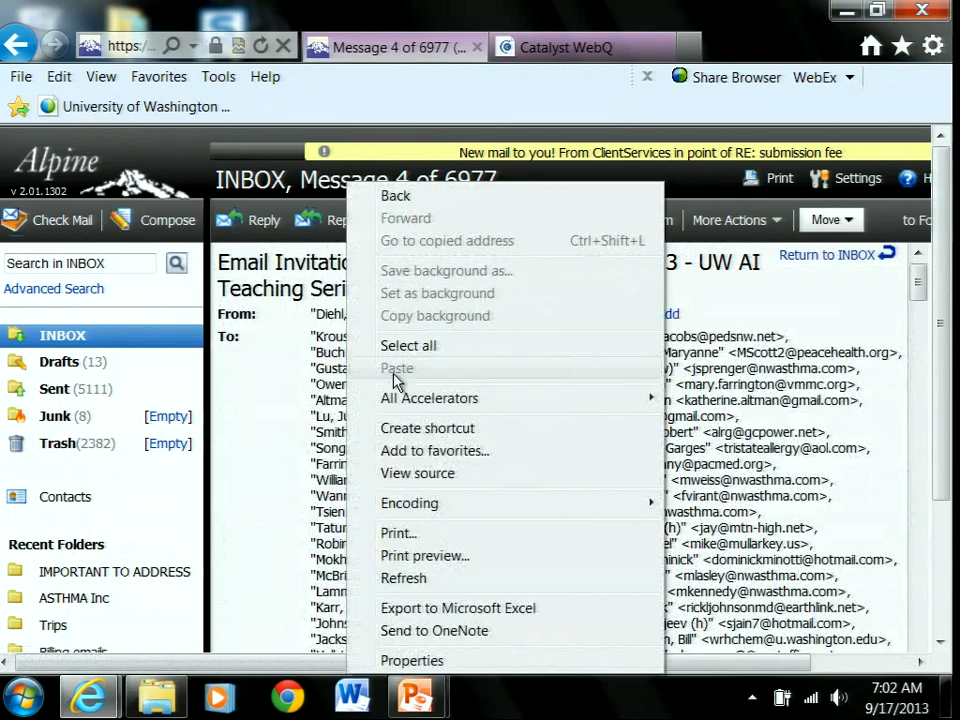 https:/...
Message 4 of 6977 (...
Catalyst WebQ
File Edit View Favorites Tools Help
Share Browser WebEx
University of Washington ...
Alpine
v 2.01.1302
New mail to you! From ClientServices in point of RE: submission fee
INBOX, Message 4 of 6977
Print Settings H
Check Mail Compose Reply Rep
More Actions Move to Fo
Search in INBOX
Advanced Search
Email Invitati 3 - UW AI
Teaching Seri
Return to INBOX
From: "Diehl, dd
To: "Krous acobs@pedsnw.net>,
"Buch Maryanne" <MScott2@peacehealth.org>,
"Gusta w)" <jsprenger@nwasthma.com>,
"Ower <mary.farrington@vmmc.org>,
"Altma <katherine.altman@gmail.com>,
"Lu, Ju gmail.com>,
"Smith obert" <alrg@gcpower.net>,
"Song Garges" <tristateallergy@aol.com>,
"Farrin ny@pacmed.org>,
"Willia <mweiss@nwasthma.com>,
"Wann <fvirant@nwasthma.com>,
"Tsien
"Tatur (h)" <jay@mtn-high.net>,
"Robin <mike@mullarkey.us>,
"Mokh inick" <dominickminotti@hotmail.com>,
"McBri <mlasley@nwasthma.com>,
"Lamm
"Karr, <rickljohnsonmd@earthlink.net>,
"Johns jeev (h)" <sjain7@hotmail.com>,
"Jacks , Bill" <wrhchem@u.washington.edu>,
INBOX
Drafts (13)
Sent (5111)
Junk (8) [Empty]
Trash(2382) [Empty]
Contacts
Recent Folders
IMPORTANT TO ADDRESS
ASTHMA Inc
Trips
Billing emails
Back
Forward
Go to copied address Ctrl+Shift+L
Save background as...
Set as background
Copy background
Select all
Paste
All Accelerators
Create shortcut
Add to favorites...
View source
Encoding
Print...
Print preview...
Refresh
Export to Microsoft Excel
Send to OneNote
Properties
7:02 AM
9/17/2013